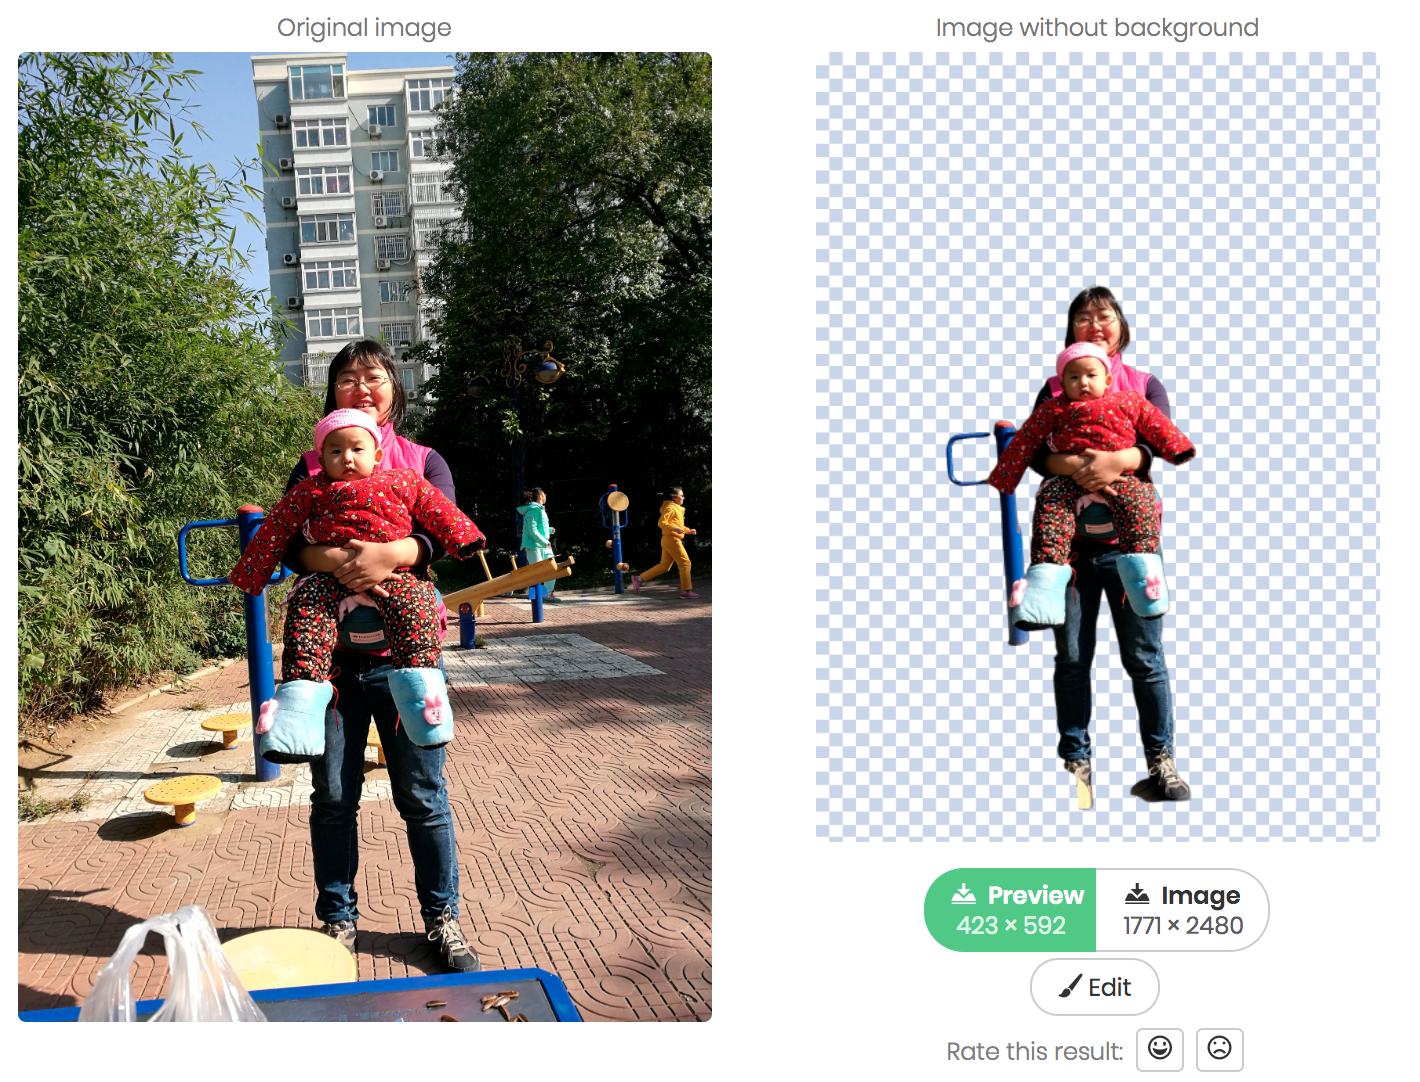 Original image
Image without background
Preview
423 × 592
Image
1771 × 2480
Edit
Rate this result: